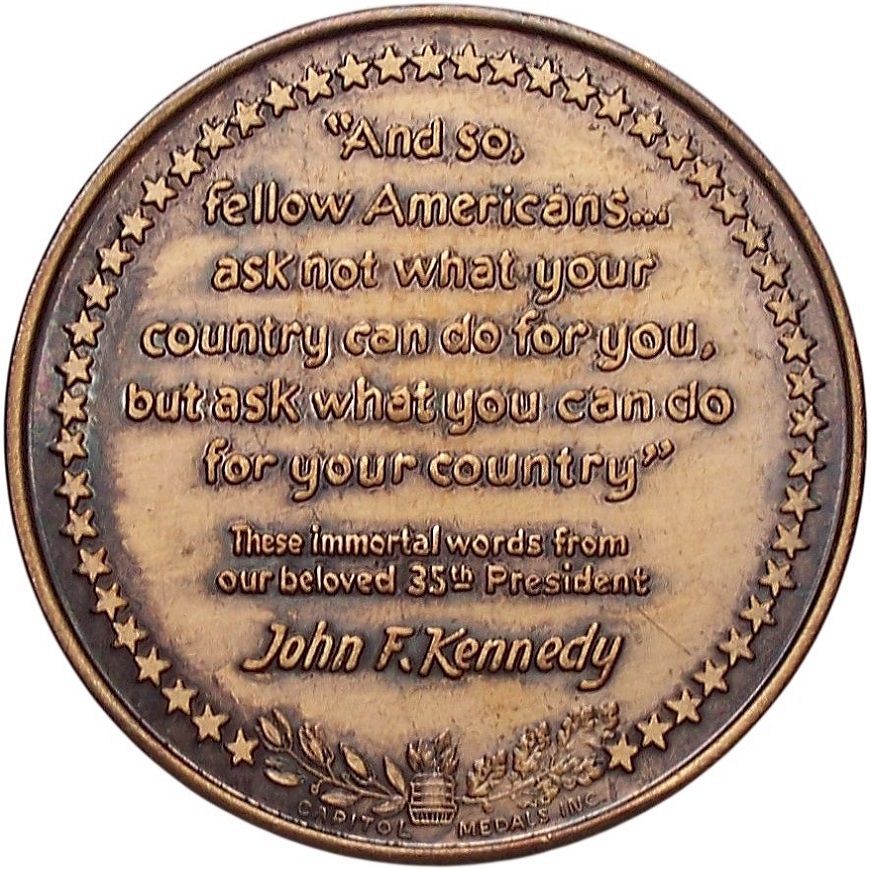 "And so,
fellow Americans...
ask not what your
country can do for you,
but ask what you can do
for your country"
These immortal words from
our beloved 35th President
John F. Kennedy
CAPITOL MEDALS INC.